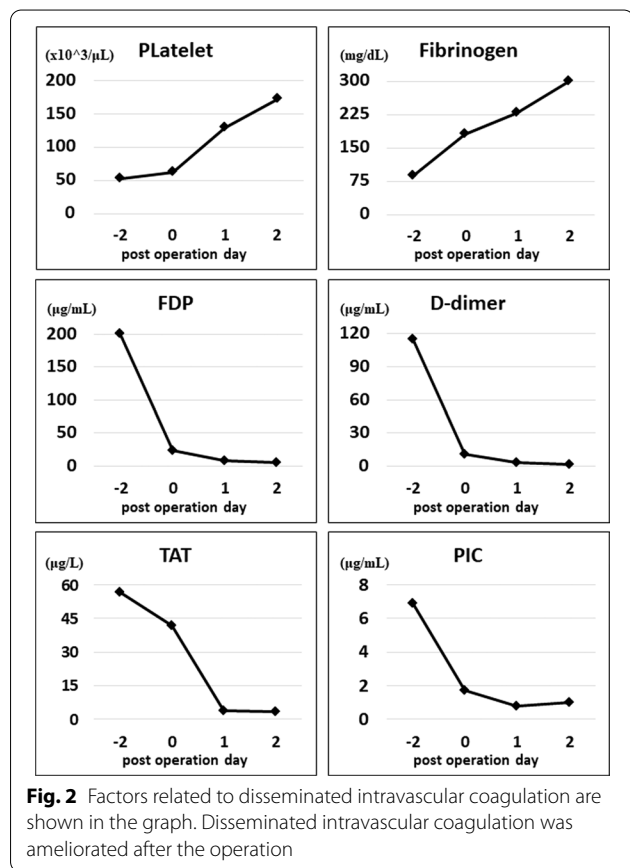 (x10^3/μL) PLatelet
200
150
100
50
0
-2 0 1 2
post operation day
(mg/dL) Fibrinogen
300
225
150
75
0
-2 0 1 2
post operation day
(μg/mL) FDP
200
150
100
50
0
-2 0 1 2
post operation day
(μg/mL) D-dimer
120
90
60
30
0
-2 0 1 2
post operation day
(μg/L) TAT
60
45
30
15
0
-2 0 1 2
post operation day
(μg/mL) PIC
8
6
4
2
0
-2 0 1 2
post operation day
Fig. 2 Factors related to disseminated intravascular coagulation are
shown in the graph. Disseminated intravascular coagulation was
ameliorated after the operation